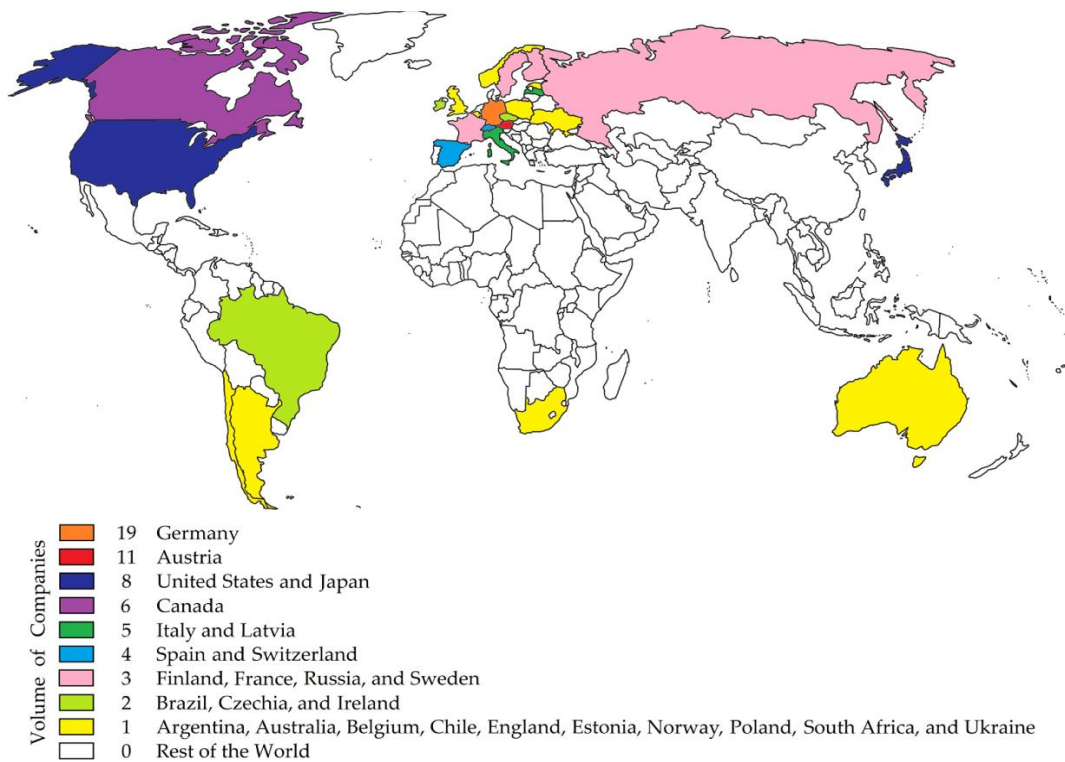 Volume of Companies
19 Germany
11 Austria
8 United States and Japan
6 Canada
5 Italy and Latvia
4 Spain and Switzerland
3 Finland, France, Russia, and Sweden
2 Brazil, Czechia, and Ireland
1 Argentina, Australia, Belgium, Chile, England, Estonia, Norway, Poland, South Africa, and Ukraine
0 Rest of the World